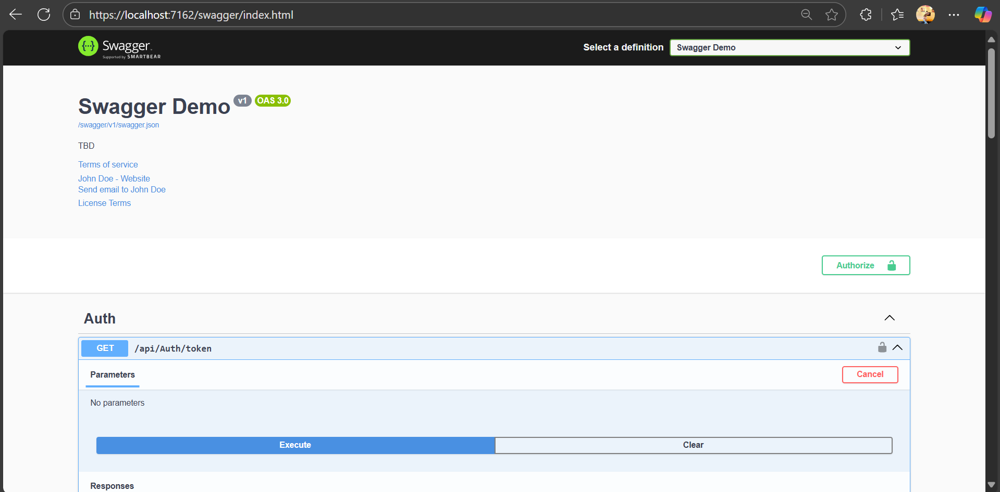 https://localhost:7162/swagger/index.html
Swagger
Supported by SMARTBEAR
Select a definition
Swagger Demo
Swagger Demo v1 OAS 3.0
/swagger/v1/swagger.json
TBD
Terms of service
John Doe - Website
Send email to John Doe
License Terms
Authorize
Auth
GET /api/Auth/token
Parameters
Cancel
No parameters
Execute
Clear
Responses